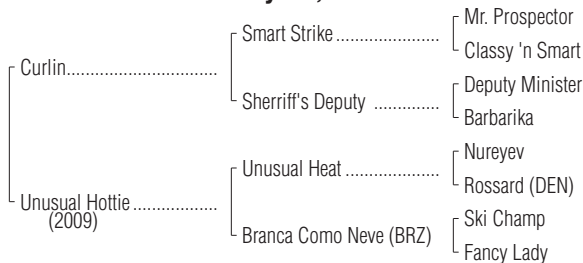 Mr. Prospector
Smart Strike....................
Classy 'n Smart
Curlin.............................
Deputy Minister
Sherriff's Deputy .............
Barbarika
Nureyev
Unusual Heat ..................
Rossard (DEN)
Unusual Hottie ................
(2009)
Ski Champ
Branca Como Neve (BRZ)
Fancy Lady